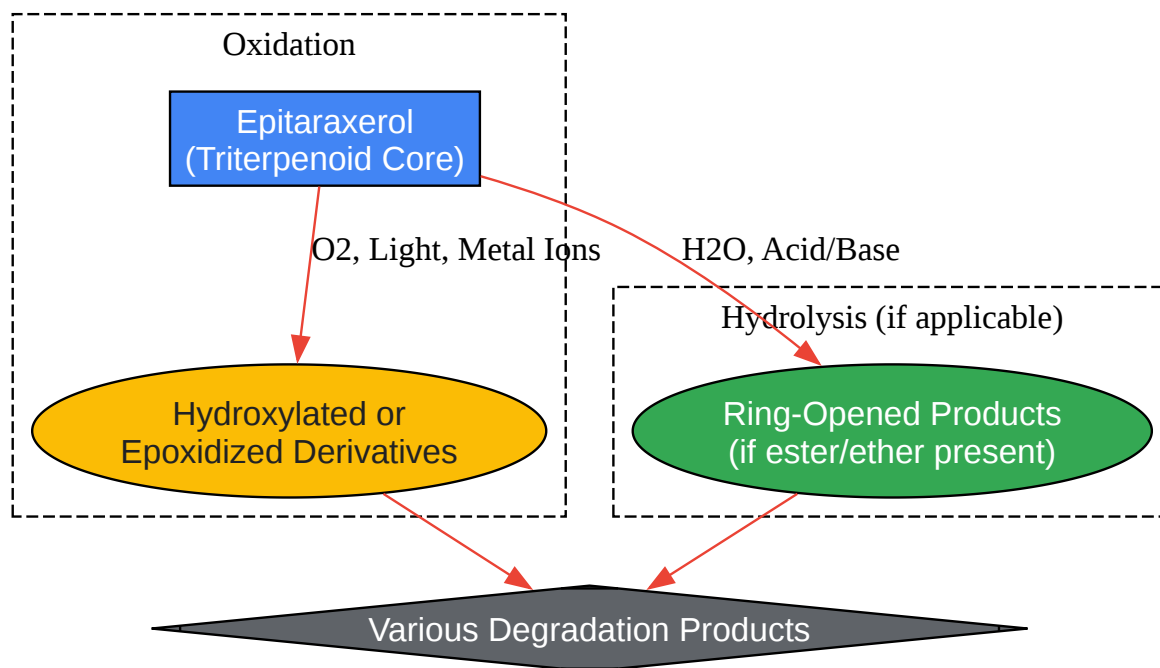 Oxidation
Epitaraxerol
(Triterpenoid Core)
O2, Light, Metal Ions
H2O, Acid/Base
Hydrolysis (if applicable)
Hydroxylated or
Epoxidized Derivatives
Ring-Opened Products
(if ester/ether present)
Various Degradation Products